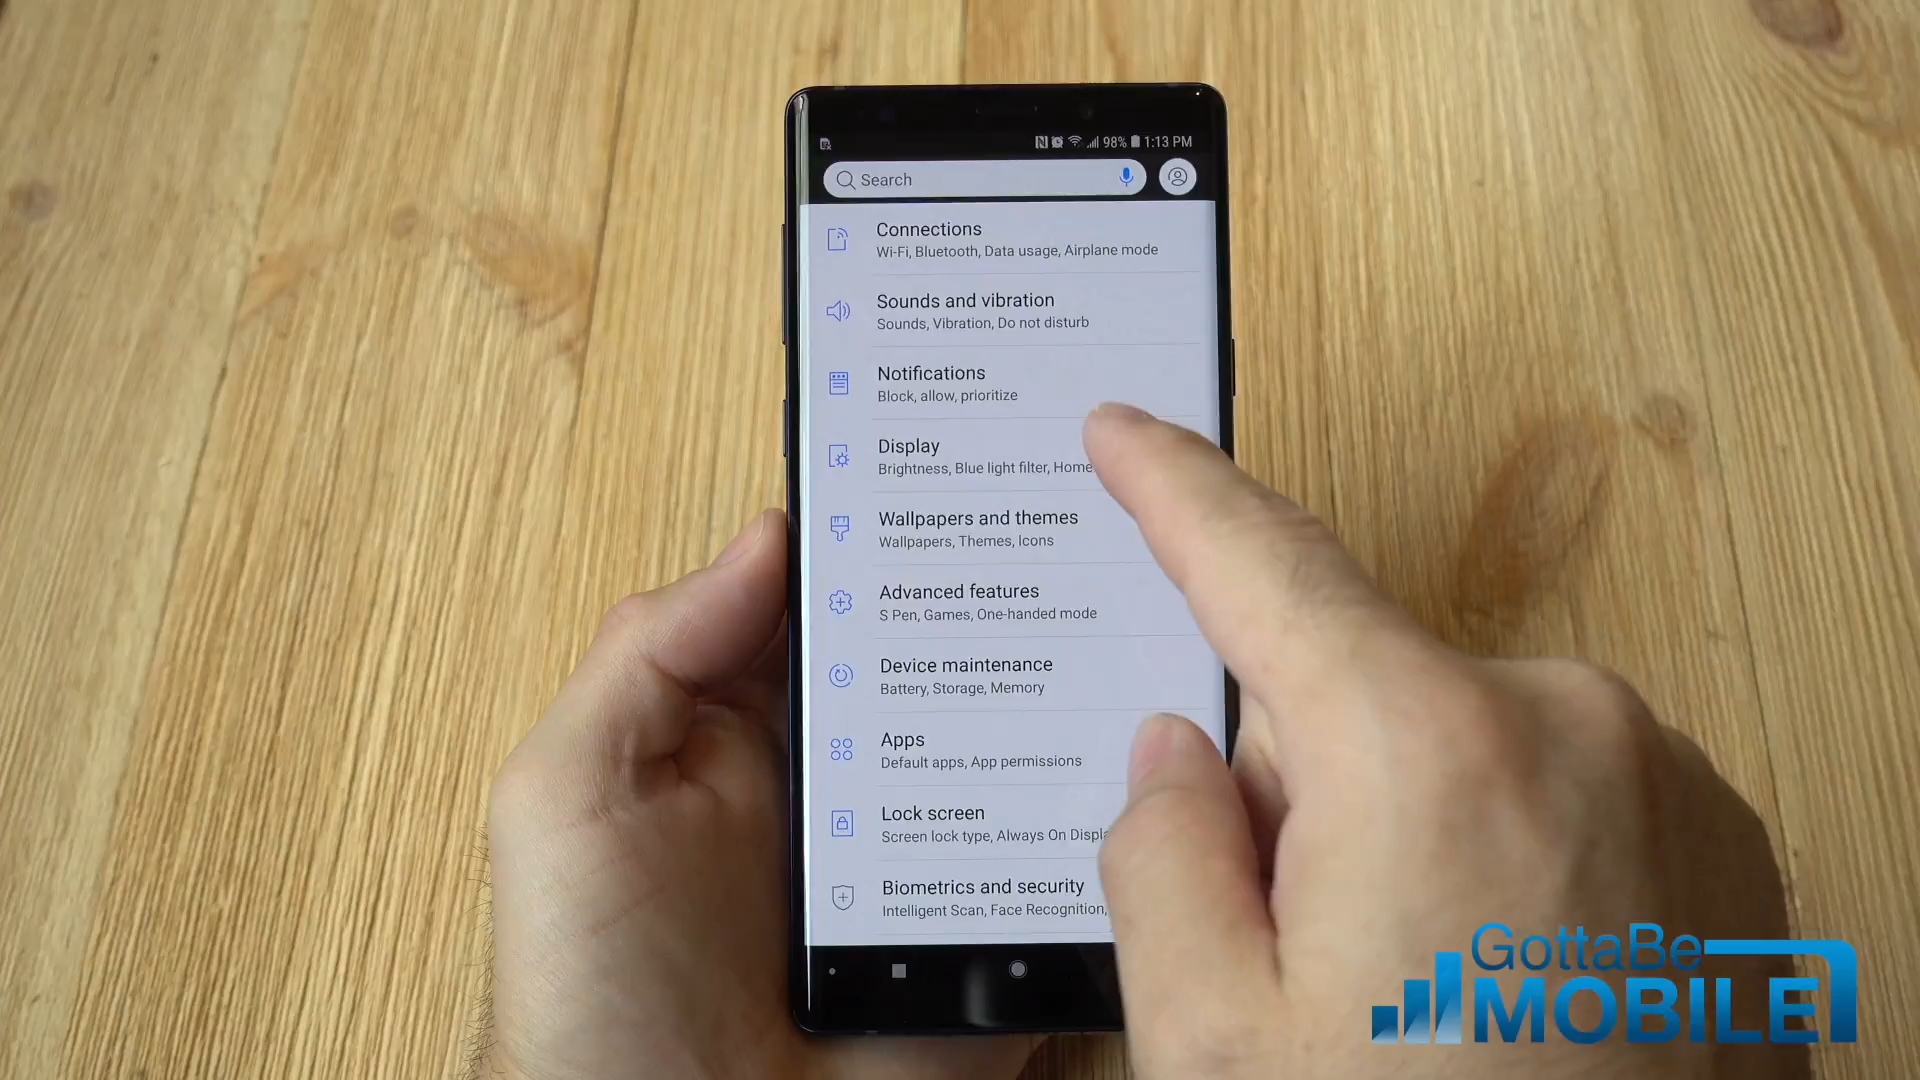 98% 1:13 PM
Search
Connections
Wi-Fi, Bluetooth, Data usage, Airplane mode
Sounds and vibration
Sounds, Vibration, Do not disturb
Notifications
Block, allow, prioritize
Display
Brightness, Blue light filter, Home
Wallpapers and themes
Wallpapers, Themes, Icons
Advanced features
S Pen, Games, One-handed mode
Device maintenance
Battery, Storage, Memory
Apps
Default apps, App permissions
Lock screen
Screen lock type, Always On Displa
Biometrics and security
Intelligent Scan, Face Recognition,
GottaBe
MOBILE